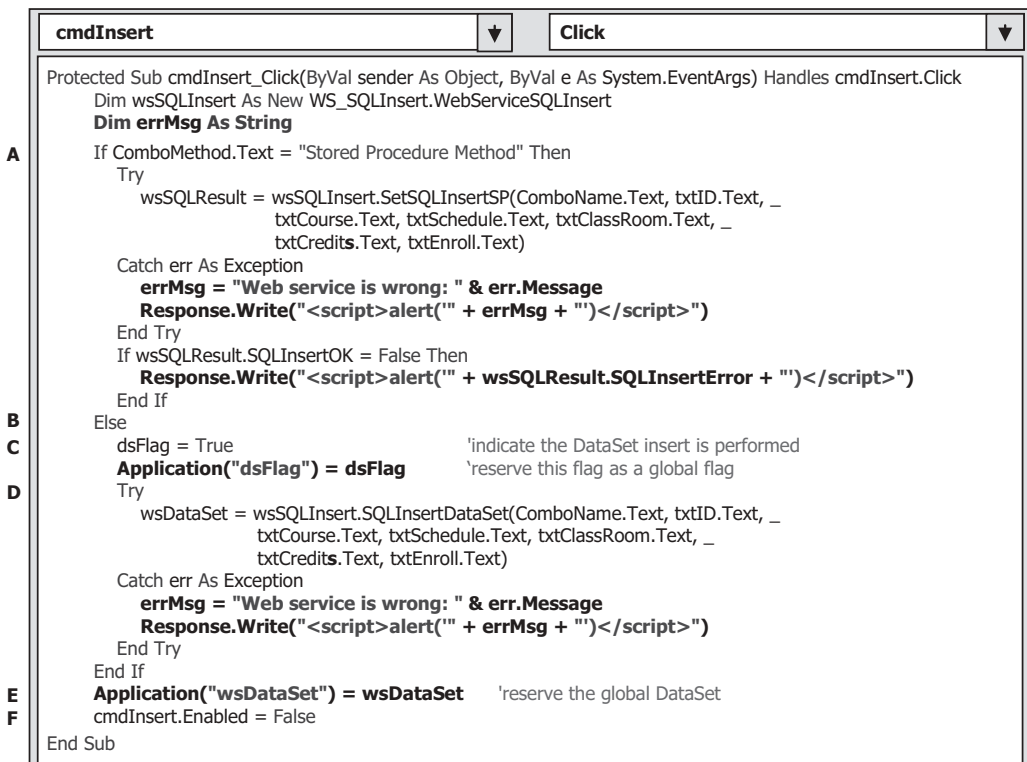 cmdInsert Click
Protected Sub cmdInsert_Click(ByVal sender As Object, ByVal e As System.EventArgs) Handles cmdInsert.Click
Dim wsSQLInsert As New WS_SQLInsert.WebServiceSQLInsert
Dim errMsg As String
A If ComboMethod.Text = "Stored Procedure Method" Then
Try
wsSQLResult = wsSQLInsert.SetSQLInsertSP(ComboName.Text, txtID.Text, _
txtCourse.Text, txtSchedule.Text, txtClassRoom.Text, _
txtCredits.Text, txtEnroll.Text)
Catch err As Exception
errMsg = "Web service is wrong: " & err.Message
Response.Write("<script>alert('" + errMsg + "')</script>")
End Try
If wsSQLResult.SQLInsertOK = False Then
Response.Write("<script>alert('" + wsSQLResult.SQLInsertError + "')</script>")
End If
B Else
C dsFlag = True 'indicate the DataSet insert is performed
Application("dsFlag") = dsFlag 'reserve this flag as a global flag
D Try
wsDataSet = wsSQLInsert.SQLInsertDataSet(ComboName.Text, txtID.Text, _
txtCourse.Text, txtSchedule.Text, txtClassRoom.Text, _
txtCredits.Text, txtEnroll.Text)
Catch err As Exception
errMsg = "Web service is wrong: " & err.Message
Response.Write("<script>alert('" + errMsg + "')</script>")
End Try
End If
E Application("wsDataSet") = wsDataSet 'reserve the global DataSet
F cmdInsert.Enabled = False
End Sub